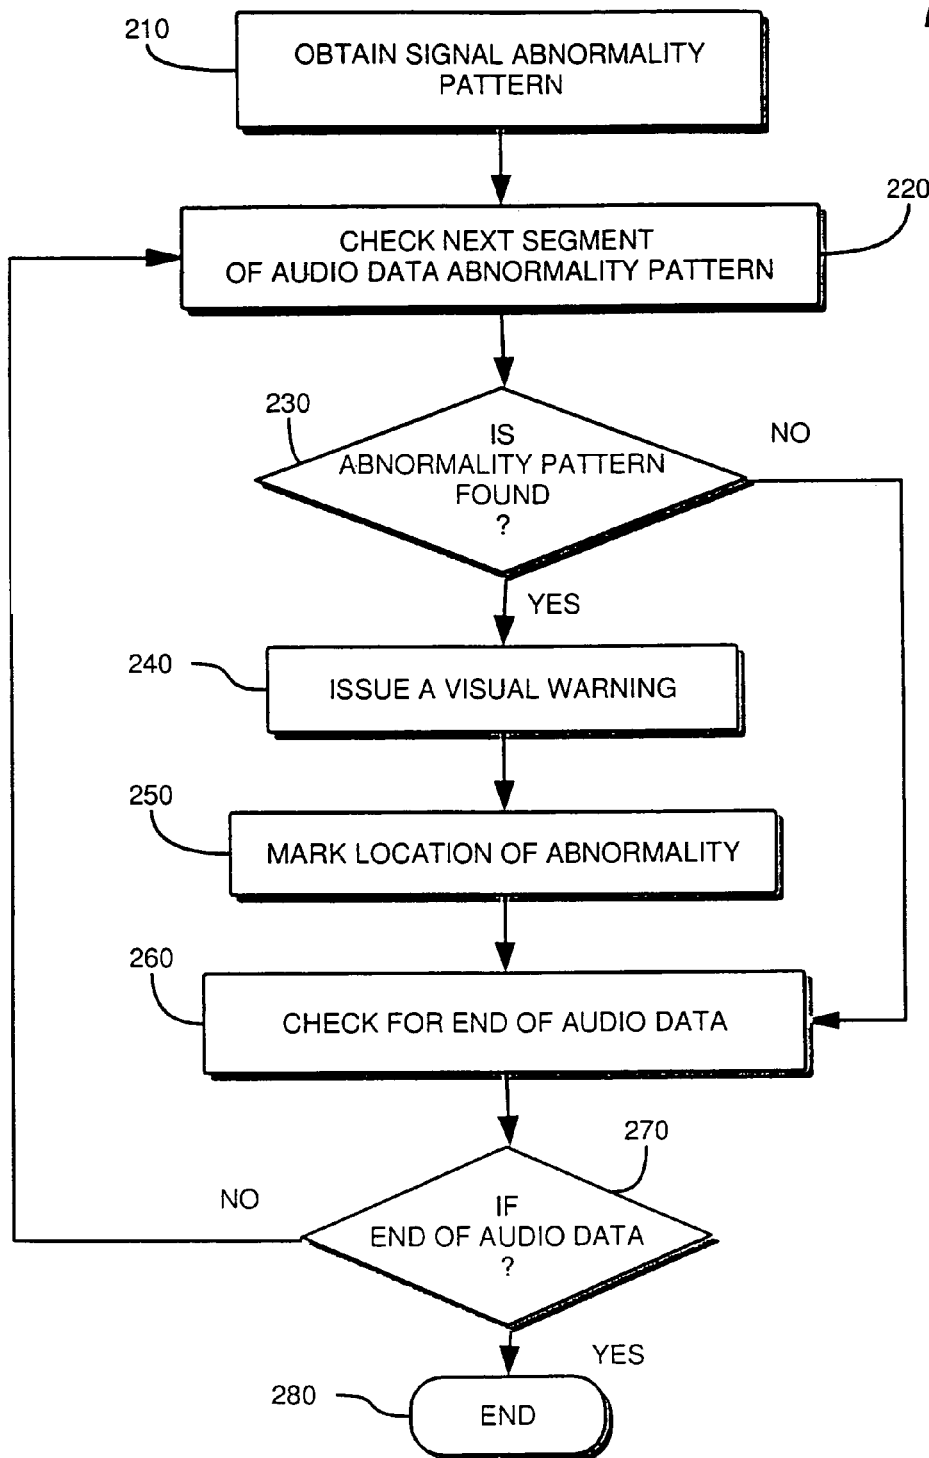 210
OBTAIN SIGNAL ABNORMALITY
PATTERN
220
CHECK NEXT SEGMENT
OF AUDIO DATA ABNORMALITY PATTERN
230
IS
ABNORMALITY PATTERN
FOUND
?
NO
YES
240
ISSUE A VISUAL WARNING
250
MARK LOCATION OF ABNORMALITY
260
CHECK FOR END OF AUDIO DATA
270
NO
IF
END OF AUDIO DATA
?
YES
280
END